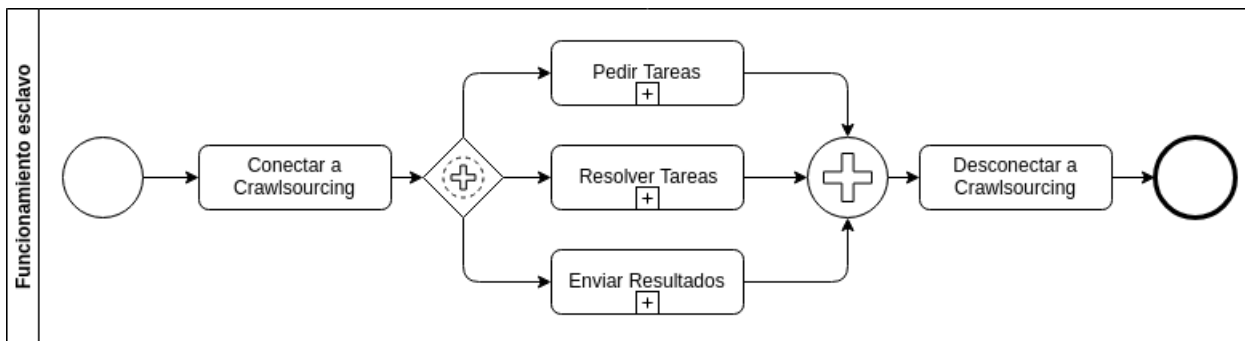 Funcionamiento esclavo
Conectar a
Crawlsourcing
Pedir Tareas
Resolver Tareas
Enviar Resultados
Desconectar a
Crawlsourcing